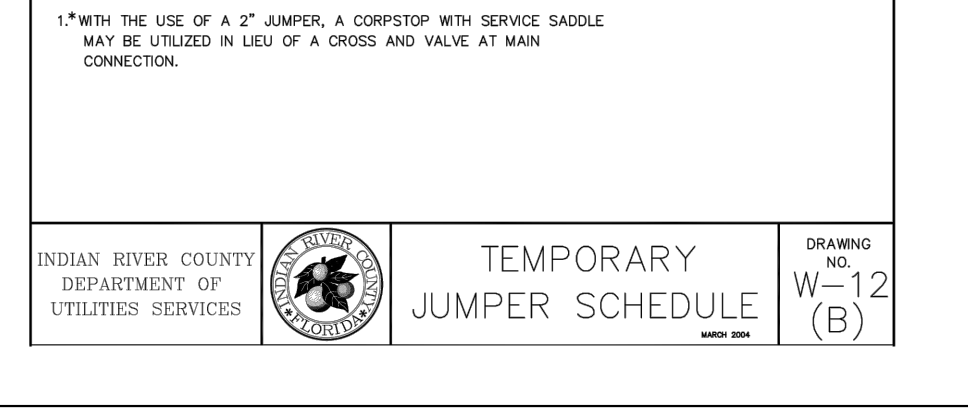 1.*WITH THE USE OF A 2" JUMPER, A CORPSTOP WITH SERVICE SADDLE
MAY BE UTILIZED IN LIEU OF A CROSS AND VALVE AT MAIN
CONNECTION.
INDIAN RIVER COUNTY
DEPARTMENT OF
UTILITIES SERVICES
INDIAN RIVER COUNTY
*FLORIDA*
TEMPORARY
JUMPER SCHEDULE
MARCH 2004
DRAWING
NO.
W-12
(B)